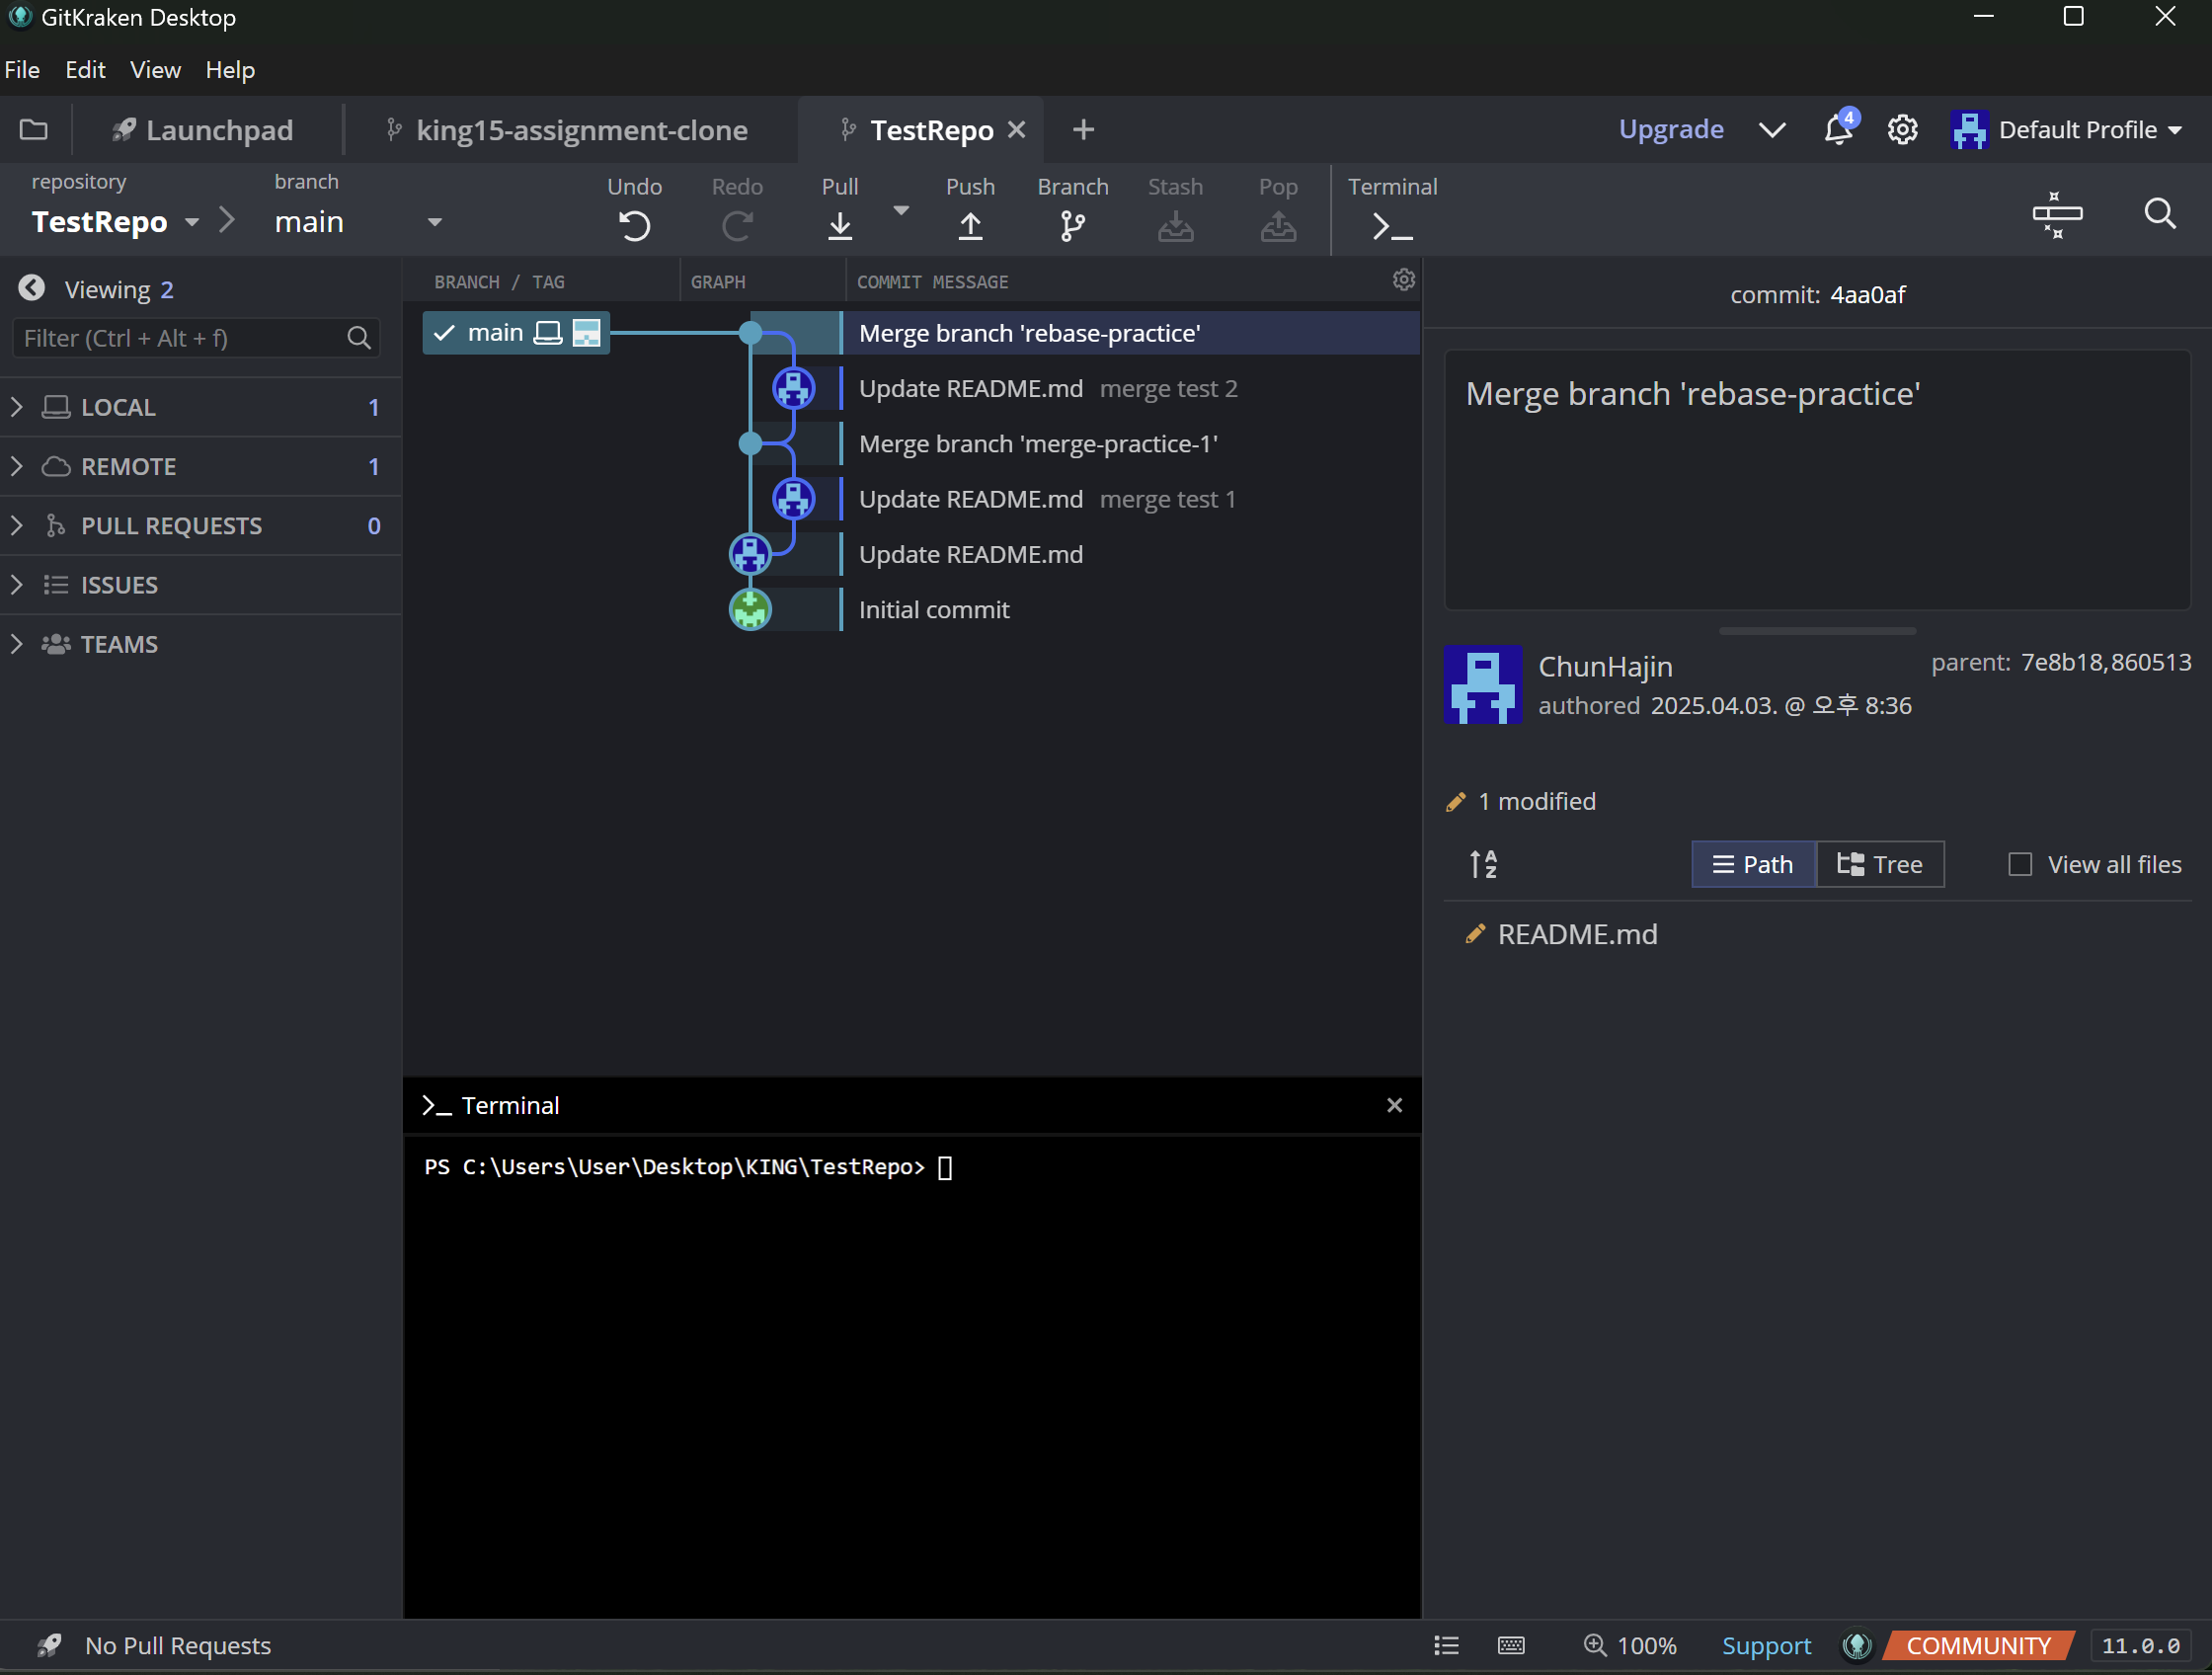 GitKraken Desktop
File Edit View Help
Launchpad king15-assignment-clone TestRepo Upgrade 4 Default Profile
repository branch
TestRepo main
Undo Redo Pull Push Branch Stash Pop Terminal
Viewing 2
Filter (Ctrl + Alt + f)
LOCAL 1
REMOTE 1
PULL REQUESTS 0
ISSUES
TEAMS
BRANCH / TAG GRAPH COMMIT MESSAGE
main Merge branch 'rebase-practice'
Update README.md merge test 2
Merge branch 'merge-practice-1'
Update README.md merge test 1
Update README.md
Initial commit
Terminal
PS C:\Users\User\Desktop\KING\TestRepo>
commit: 4aa0af
Merge branch 'rebase-practice'
ChunHajin parent: 7e8b18,860513
authored 2025.04.03. @ 오후 8:36
1 modified
A Z Path Tree View all files
README.md
No Pull Requests 100% Support COMMUNITY 11.0.0